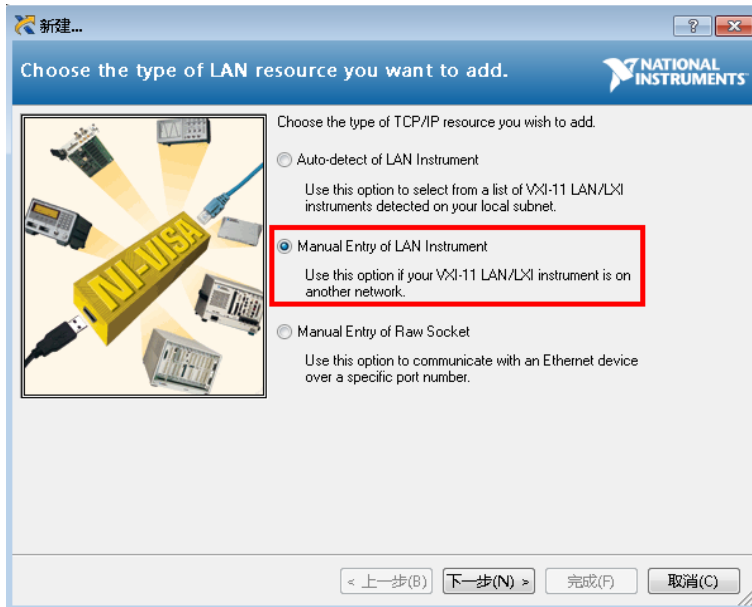 新建...
Choose the type of LAN resource you want to add.
NATIONAL
INSTRUMENTS
Choose the type of TCP/IP resource you wish to add.
Auto-detect of LAN Instrument
Use this option to select from a list of VXI-11 LAN/LXI
instruments detected on your local subnet.
NI-VISA
Manual Entry of LAN Instrument
Use this option if your VXI-11 LAN/LXI instrument is on
another network.
Manual Entry of Raw Socket
Use this option to communicate with an Ethernet device
over a specific port number.
< 上一步(B) 下一步(N) > 完成(F) 取消(C)